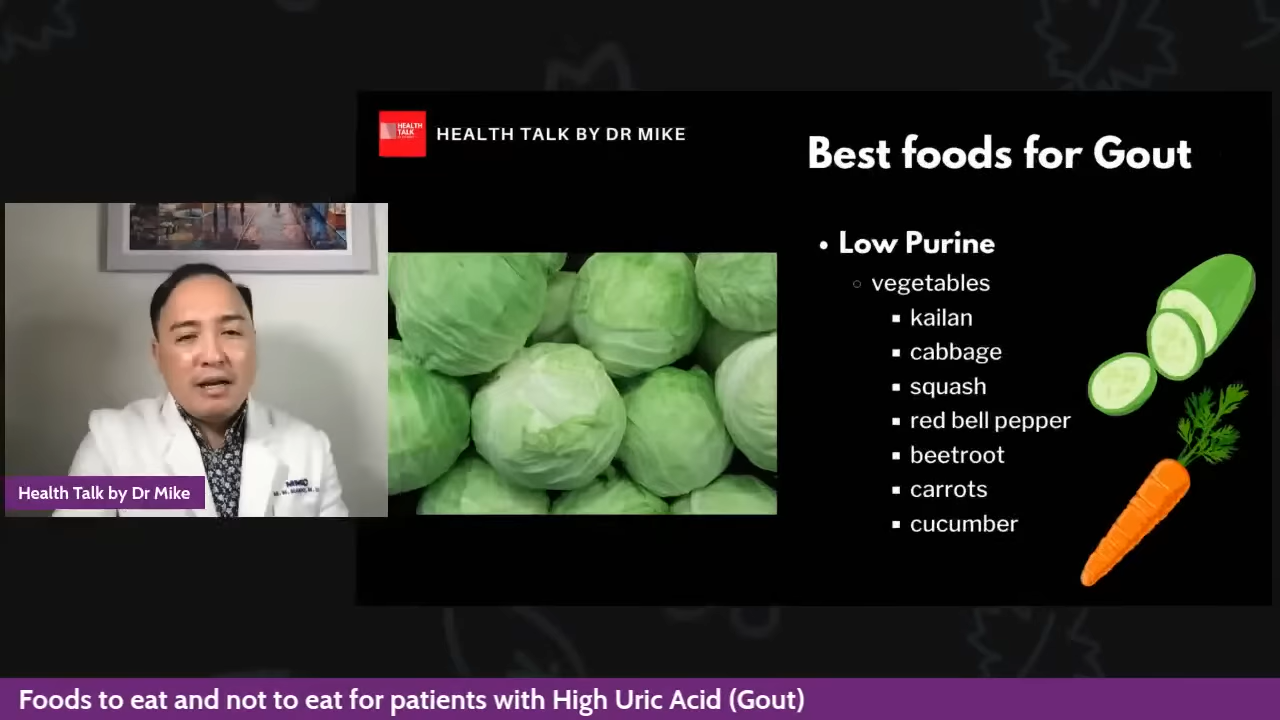 HEALTH TALK BY DR MIKE
Best foods for Gout
HEALTH
TALK
• Low Purine
vegetables
kailan
cabbage
squash
red bell pepper
beetroot
carrots
cucumber
Health Talk by Dr Mike
Foods to eat and not to eat for patients with High Uric Acid (Gout)